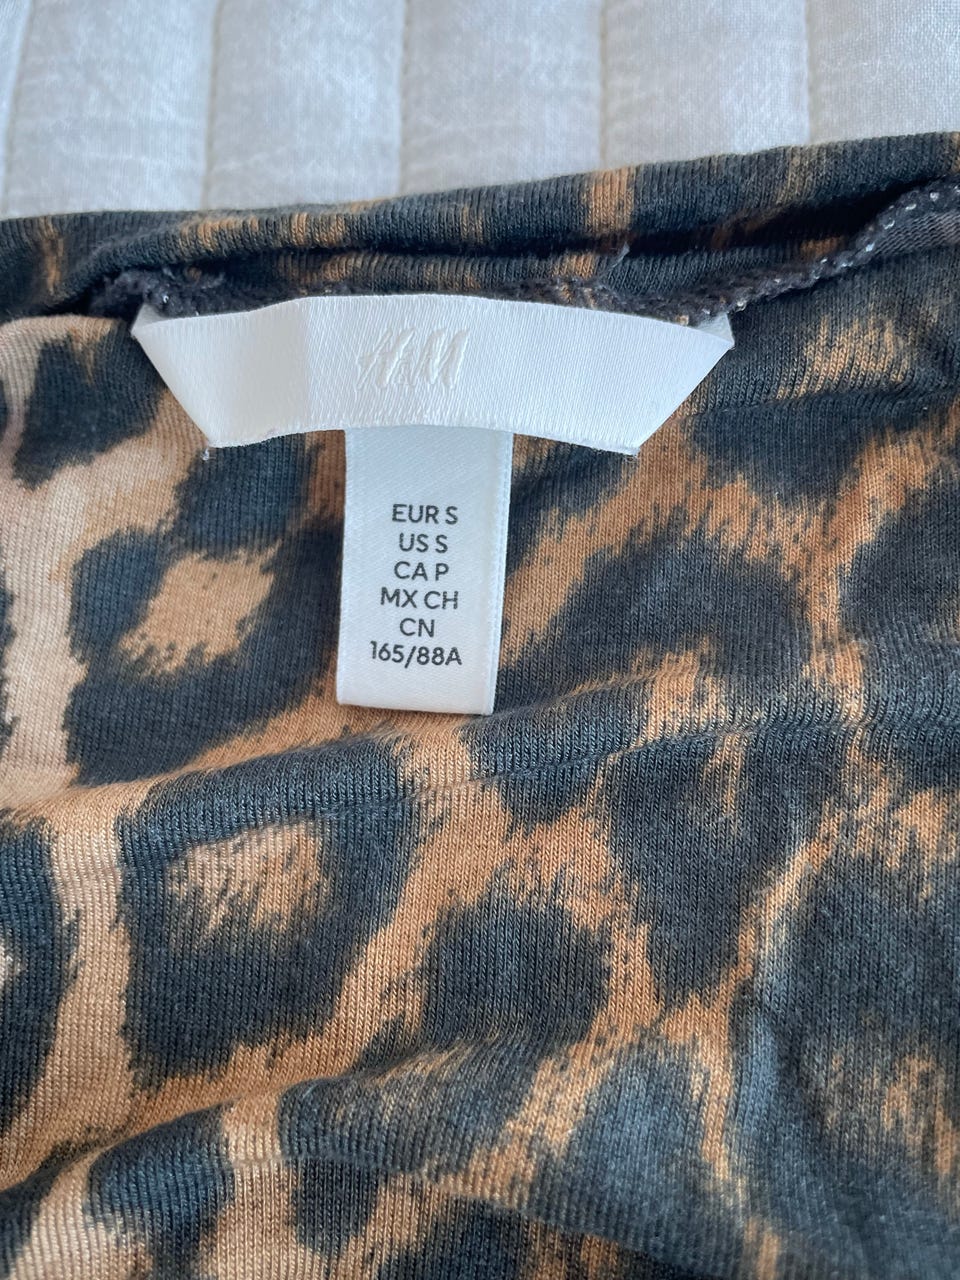 H&M
EUR S
US S
CA P
MX CH
CN
165/88A